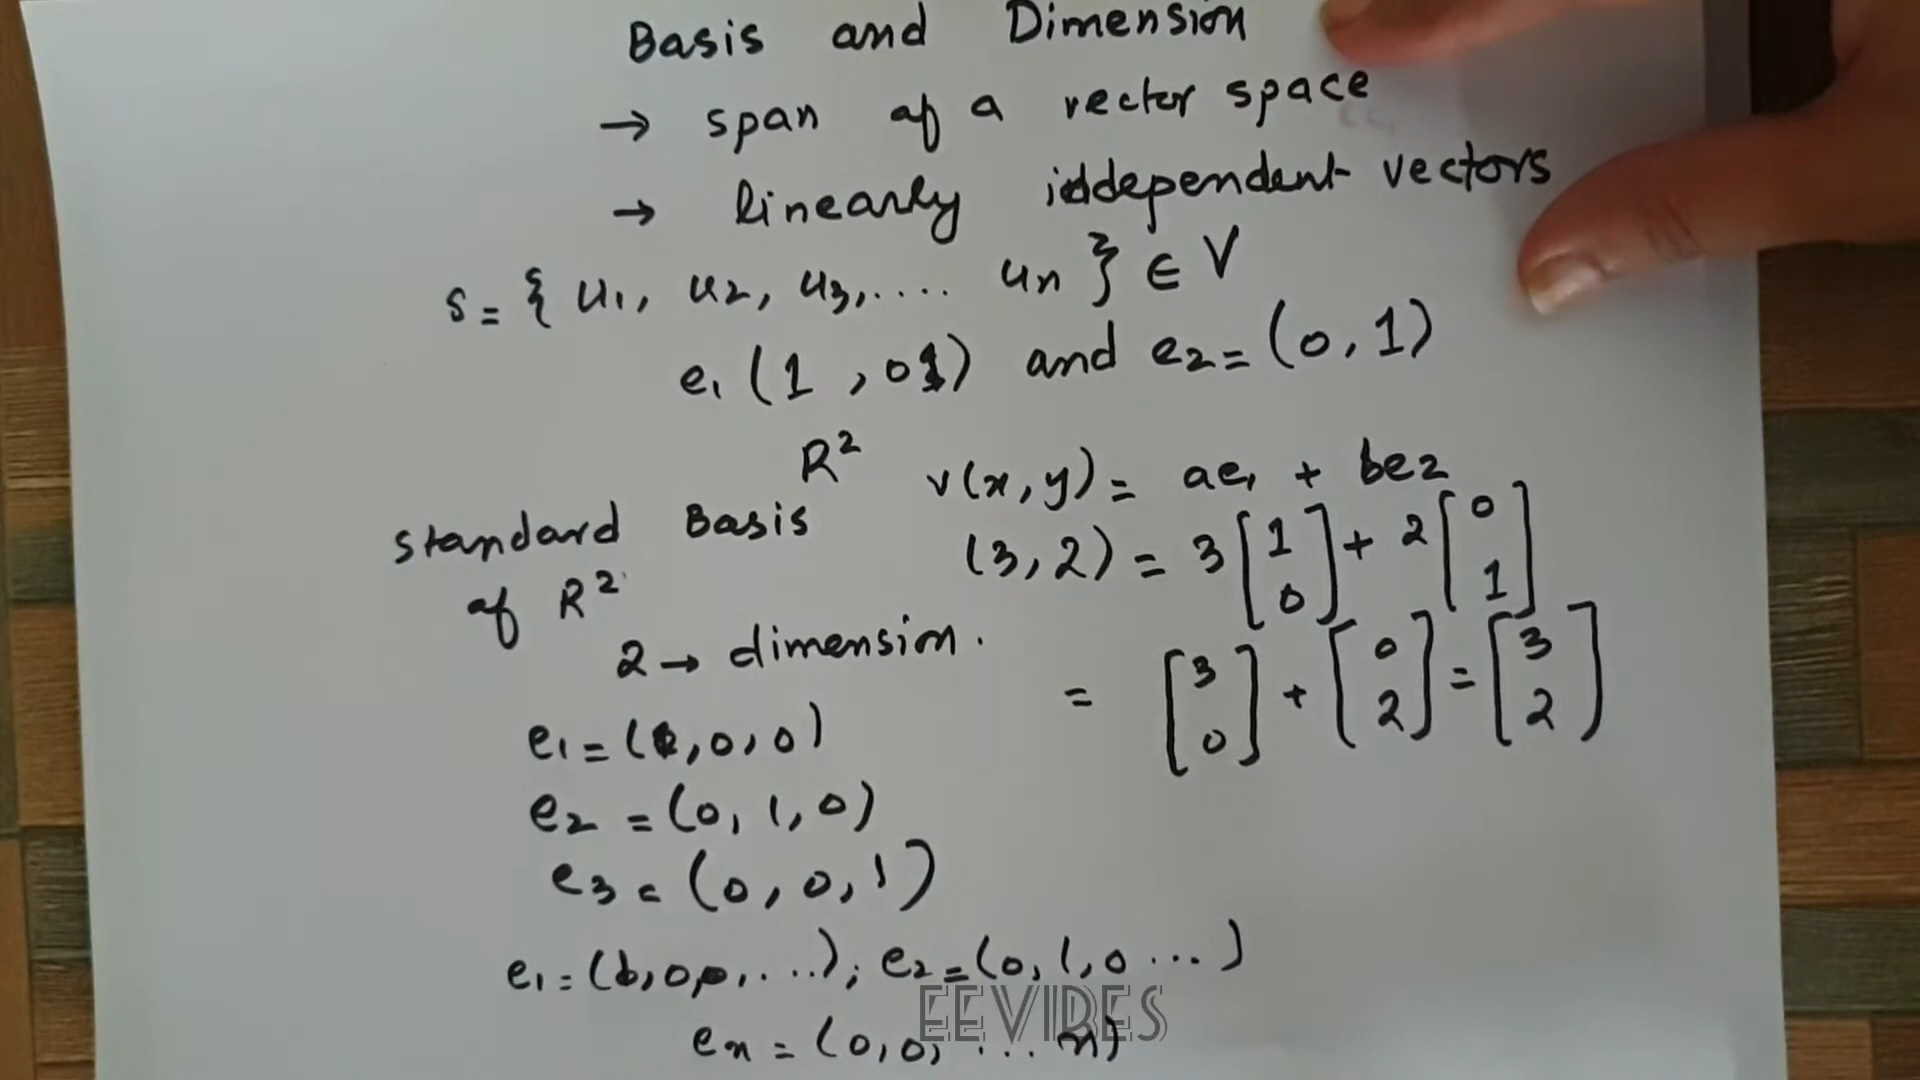 Basis and Dimension
→ span of a vector space
→ linearly iddependent vectors
s = { u1, u2, u3, .... un } ∈ V
e1 (1, 0) and e2 = (0, 1)
R²
v(x, y) = ae1 + be2
standard Basis
of R²
(3, 2) = 3 [1 0] + 2 [0 1]
2 → dimension.
= [3 0] + [0 2] = [3 2]
e1 = (1, 0, 0)
e2 = (0, 1, 0)
e3 = (0, 0, 1)
e1 = (1, 0, 0, ...); e2 = (0, 1, 0 ...)
EEVIBES
en = (0, 0, ... n)